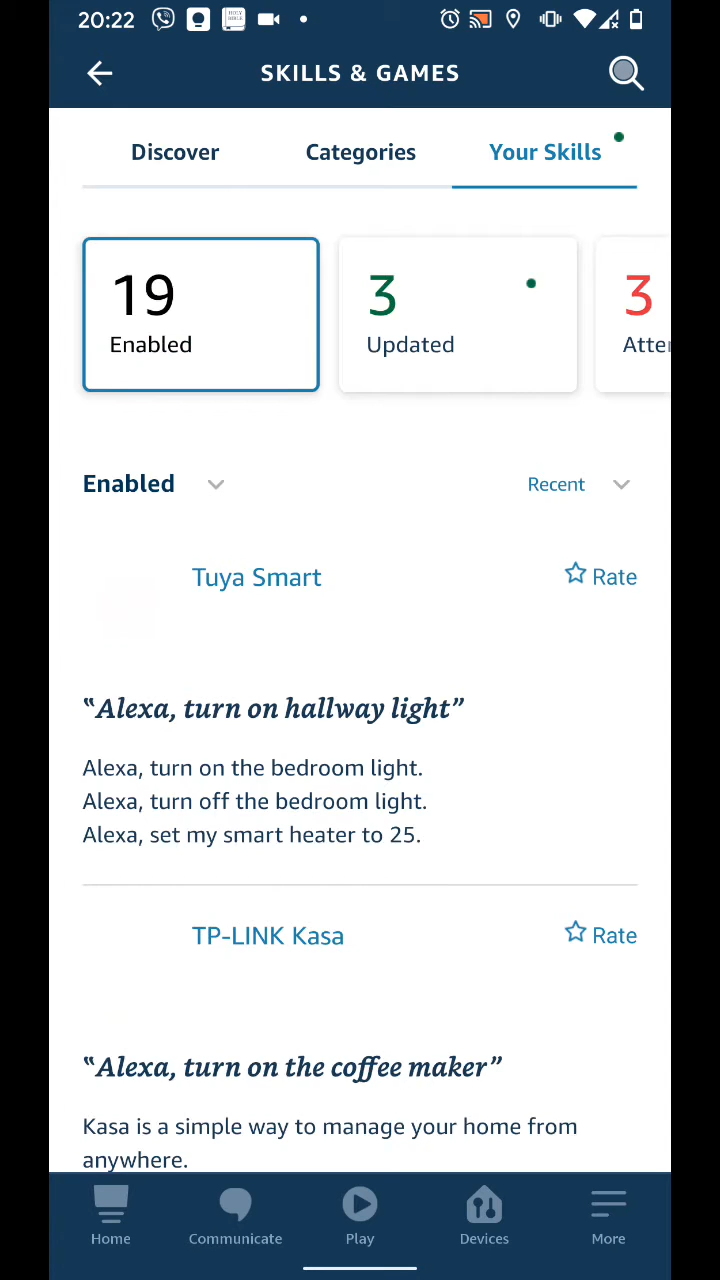 20:22
SKILLS & GAMES
Discover
Categories
Your Skills
19
Enabled
3
Updated
3
Atte
Enabled
Recent
Tuya Smart
Rate
“Alexa, turn on hallway light”
Alexa, turn on the bedroom light.
Alexa, turn off the bedroom light.
Alexa, set my smart heater to 25.
TP-LINK Kasa
Rate
“Alexa, turn on the coffee maker”
Kasa is a simple way to manage your home from
anywhere.
Home
Communicate
Play
Devices
More